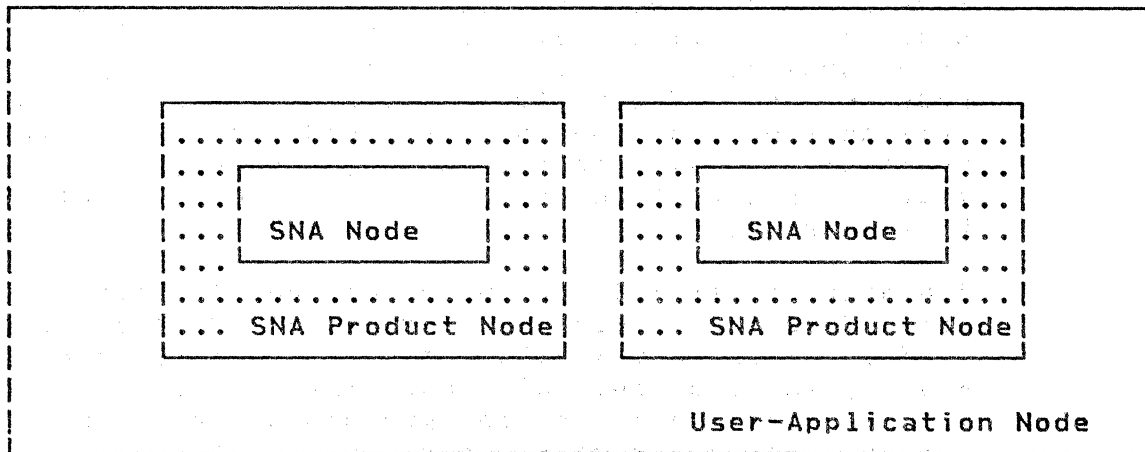 SNA Node SNA Node
... SNA Product Node ... SNA Product Node
User-Application Node